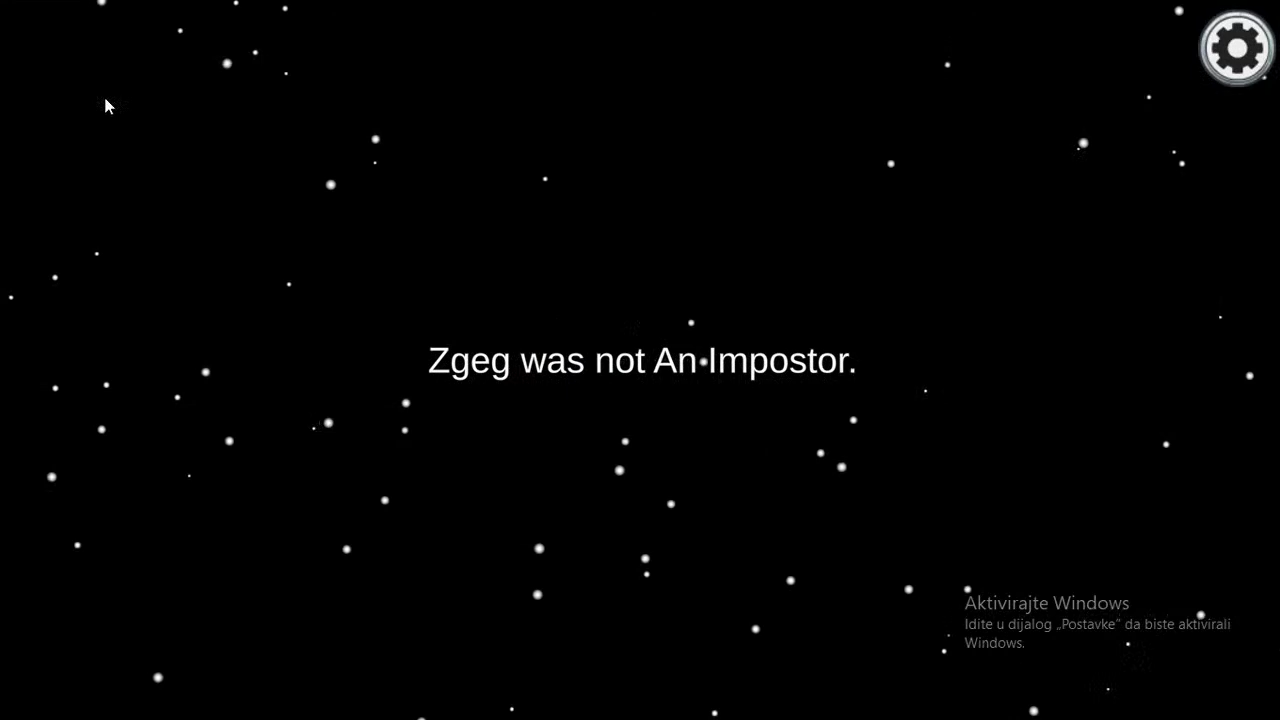 Zgeg was not An Impostor.
Aktivirajte Windows
Idite u dijalog „Postavke“ da biste aktivirali
Windows.